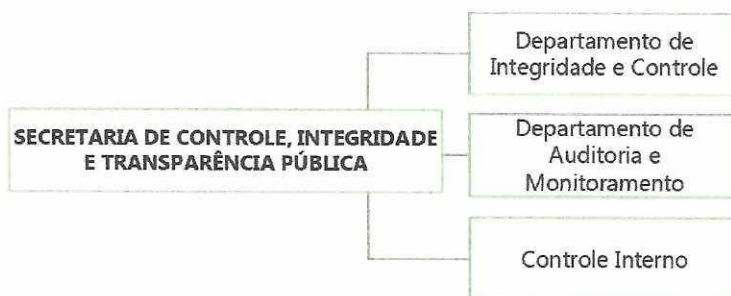 Departamento de
Integridade e Controle
SECRETARIA DE CONTROLE, INTEGRIDADE
E TRANSPARÊNCIA PÚBLICA
Departamento de
Auditoria e
Monitoramento
Controle Interno